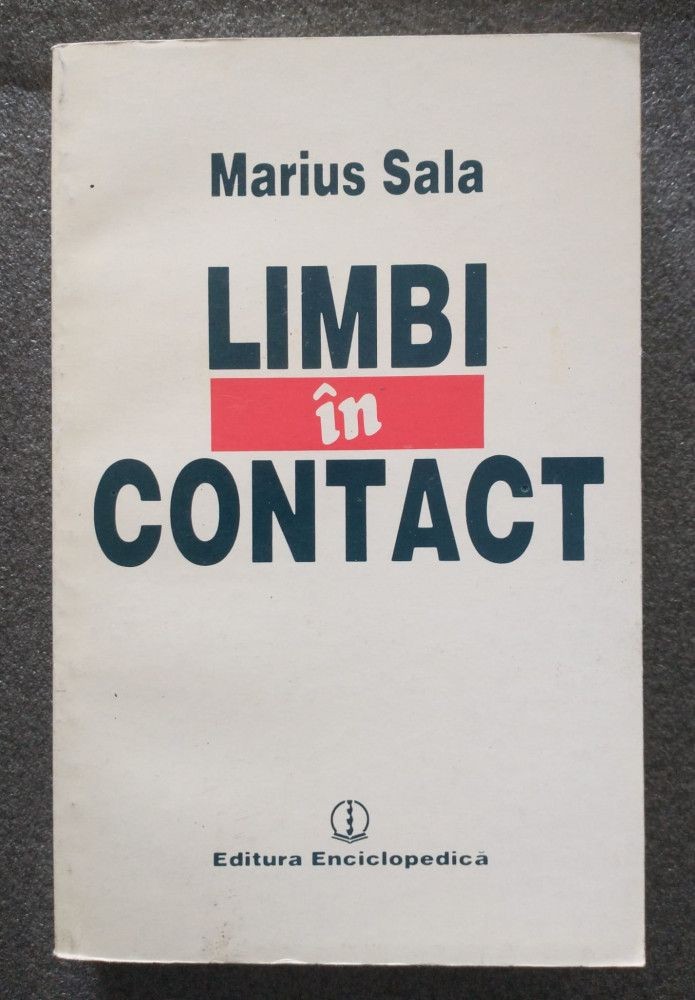 Marius Sala
LIMBI
în
CONTACT
Editura Enciclopedică